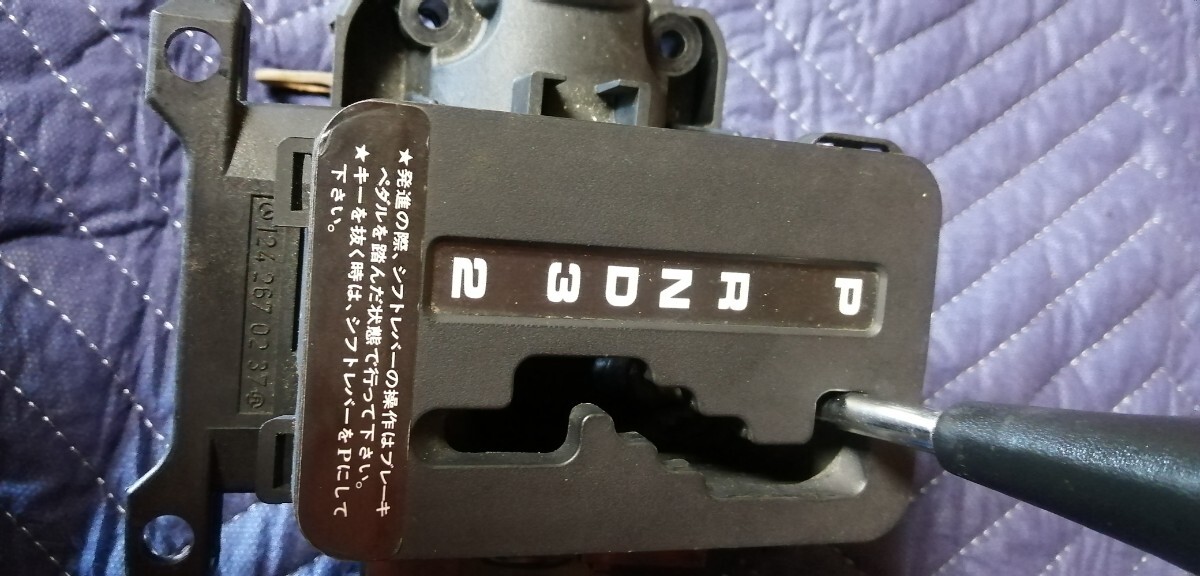 ★発進の際、シフトレバーの操作はブレーキ
ペダルを踏んだ状態で行って下さい。
★キーを抜く時は、シフトレバーをPにして
下さい。
P
R
N
D
3
2
124 267 02 37